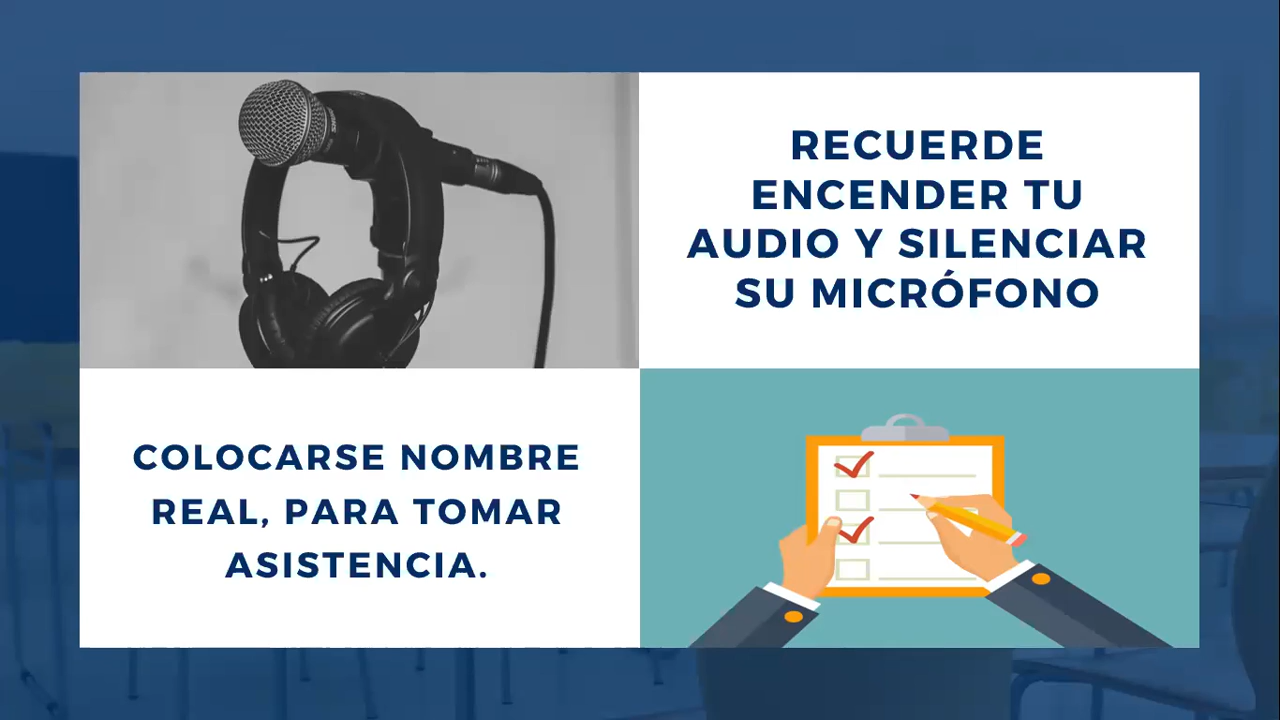 RECUERDE
ENCENDER TU
AUDIO Y SILENCIAR
SU MICRÓFONO
COLOCARSE NOMBRE
REAL, PARA TOMAR
ASISTENCIA.